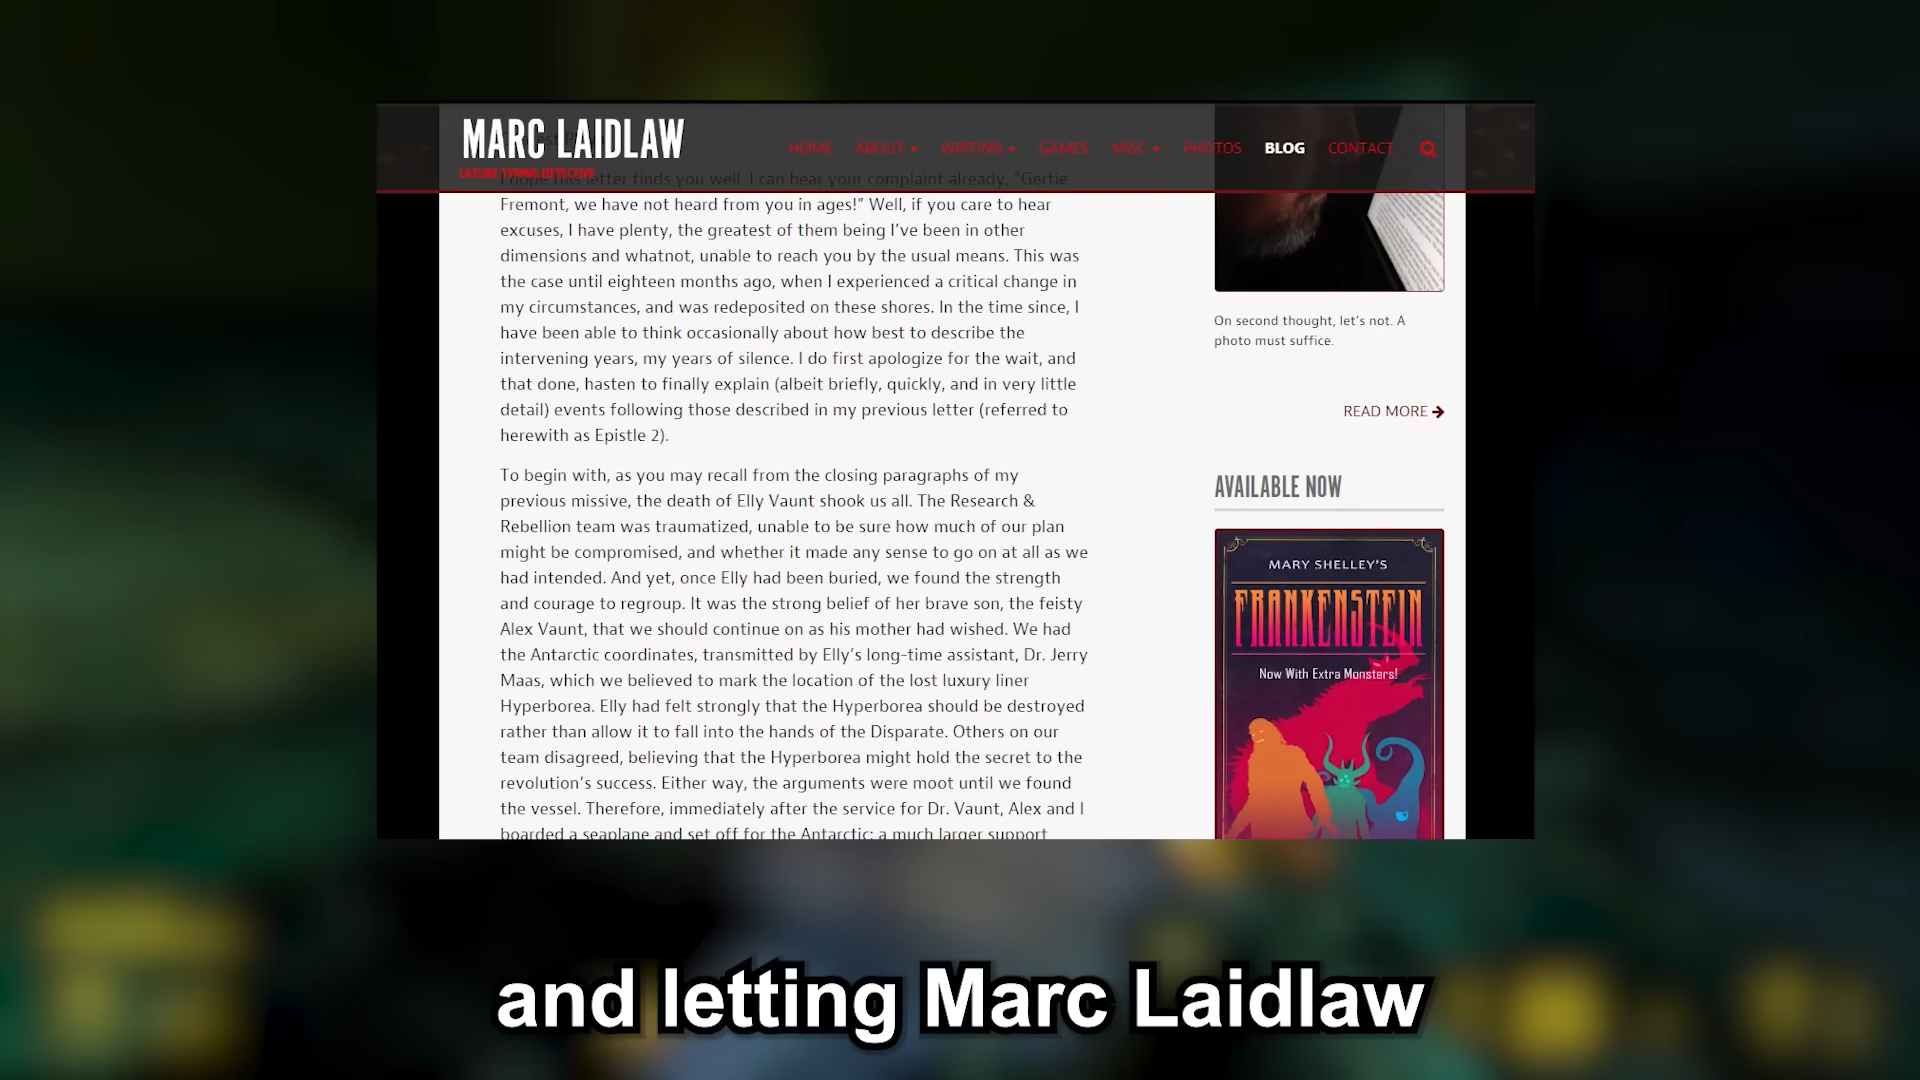 MARC LAIDLAW
HOME ABOUT WRITING GAMES MISC PHOTOS BLOG CONTACT
I hope this letter finds you well. I can hear your complaint already, “Gertie
Fremont, we have not heard from you in ages!” Well, if you care to hear
excuses, I have plenty, the greatest of them being I’ve been in other
dimensions and whatnot, unable to reach you by the usual means. This was
the case until eighteen months ago, when I experienced a critical change in
my circumstances, and was redeposited on these shores. In the time since, I
have been able to think occasionally about how best to describe the
intervening years, my years of silence. I do first apologize for the wait, and
that done, hasten to finally explain (albeit briefly, quickly, and in very little
detail) events following those described in my previous letter (referred to
herewith as Epistle 2).
To begin with, as you may recall from the closing paragraphs of my
previous missive, the death of Elly Vaunt shook us all. The Research &
Rebellion team was traumatized, unable to be sure how much of our plan
might be compromised, and whether it made any sense to go on at all as we
had intended. And yet, once Elly had been buried, we found the strength
and courage to regroup. It was the strong belief of her brave son, the feisty
Alex Vaunt, that we should continue on as his mother had wished. We had
the Antarctic coordinates, transmitted by Elly’s long-time assistant, Dr. Jerry
Maas, which we believed to mark the location of the lost luxury liner
Hyperborea. Elly had felt strongly that the Hyperborea should be destroyed
rather than allow it to fall into the hands of the Disparate. Others on our
team disagreed, believing that the Hyperborea might hold the secret to the
revolution’s success. Either way, the arguments were moot until we found
the vessel. Therefore, immediately after the service for Dr. Vaunt, Alex and I
boarded a seaplane and set off for the Antarctic; a much larger support
On second thought, let’s not. A
photo must suffice.
READ MORE
AVAILABLE NOW
MARY SHELLEY’S
FRANKENSTEIN
Now With Extra Monsters!
and letting Marc Laidlaw